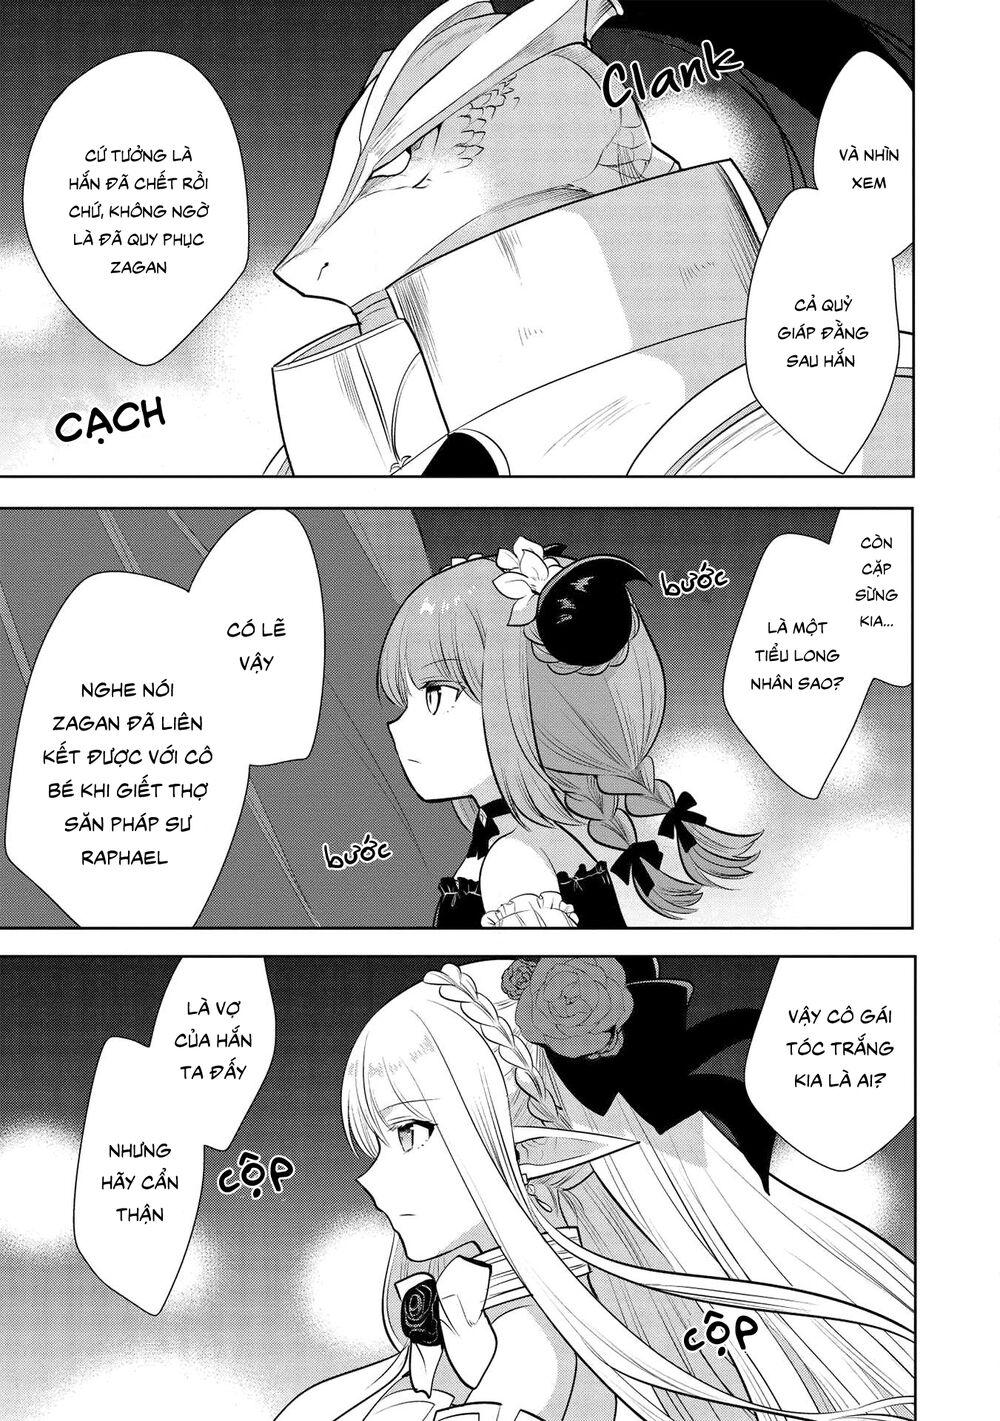 Clank
VÀ NHÌN
XEM
CẢ QUỶ
GIÁP ĐẰNG
SAU HẮN
CỨ TƯỞNG LÀ
HẮN ĐÃ CHẾT RỒI
CHỨ, KHÔNG NGỜ
LÀ ĐÃ QUY PHỤC
ZAGAN
CẠCH
CÒN
CẶP
SỪNG
KIA...
LÀ MỘT
TIỂU LONG
NHÂN SAO?
bước
CÓ LẼ
VẬY
NGHE NÓI
ZAGAN ĐÃ LIÊN
KẾT ĐƯỢC VỚI CÔ
BÉ KHI GIẾT THỢ
SĂN PHÁP SƯ
RAPHAEL
bước
VẬY CÔ GÁI
TÓC TRẮNG
KIA LÀ AI?
LÀ VỢ
CỦA HẮN
TA ĐẤY
NHƯNG
HÃY CẨN
THẬN
CỘP
CỘP